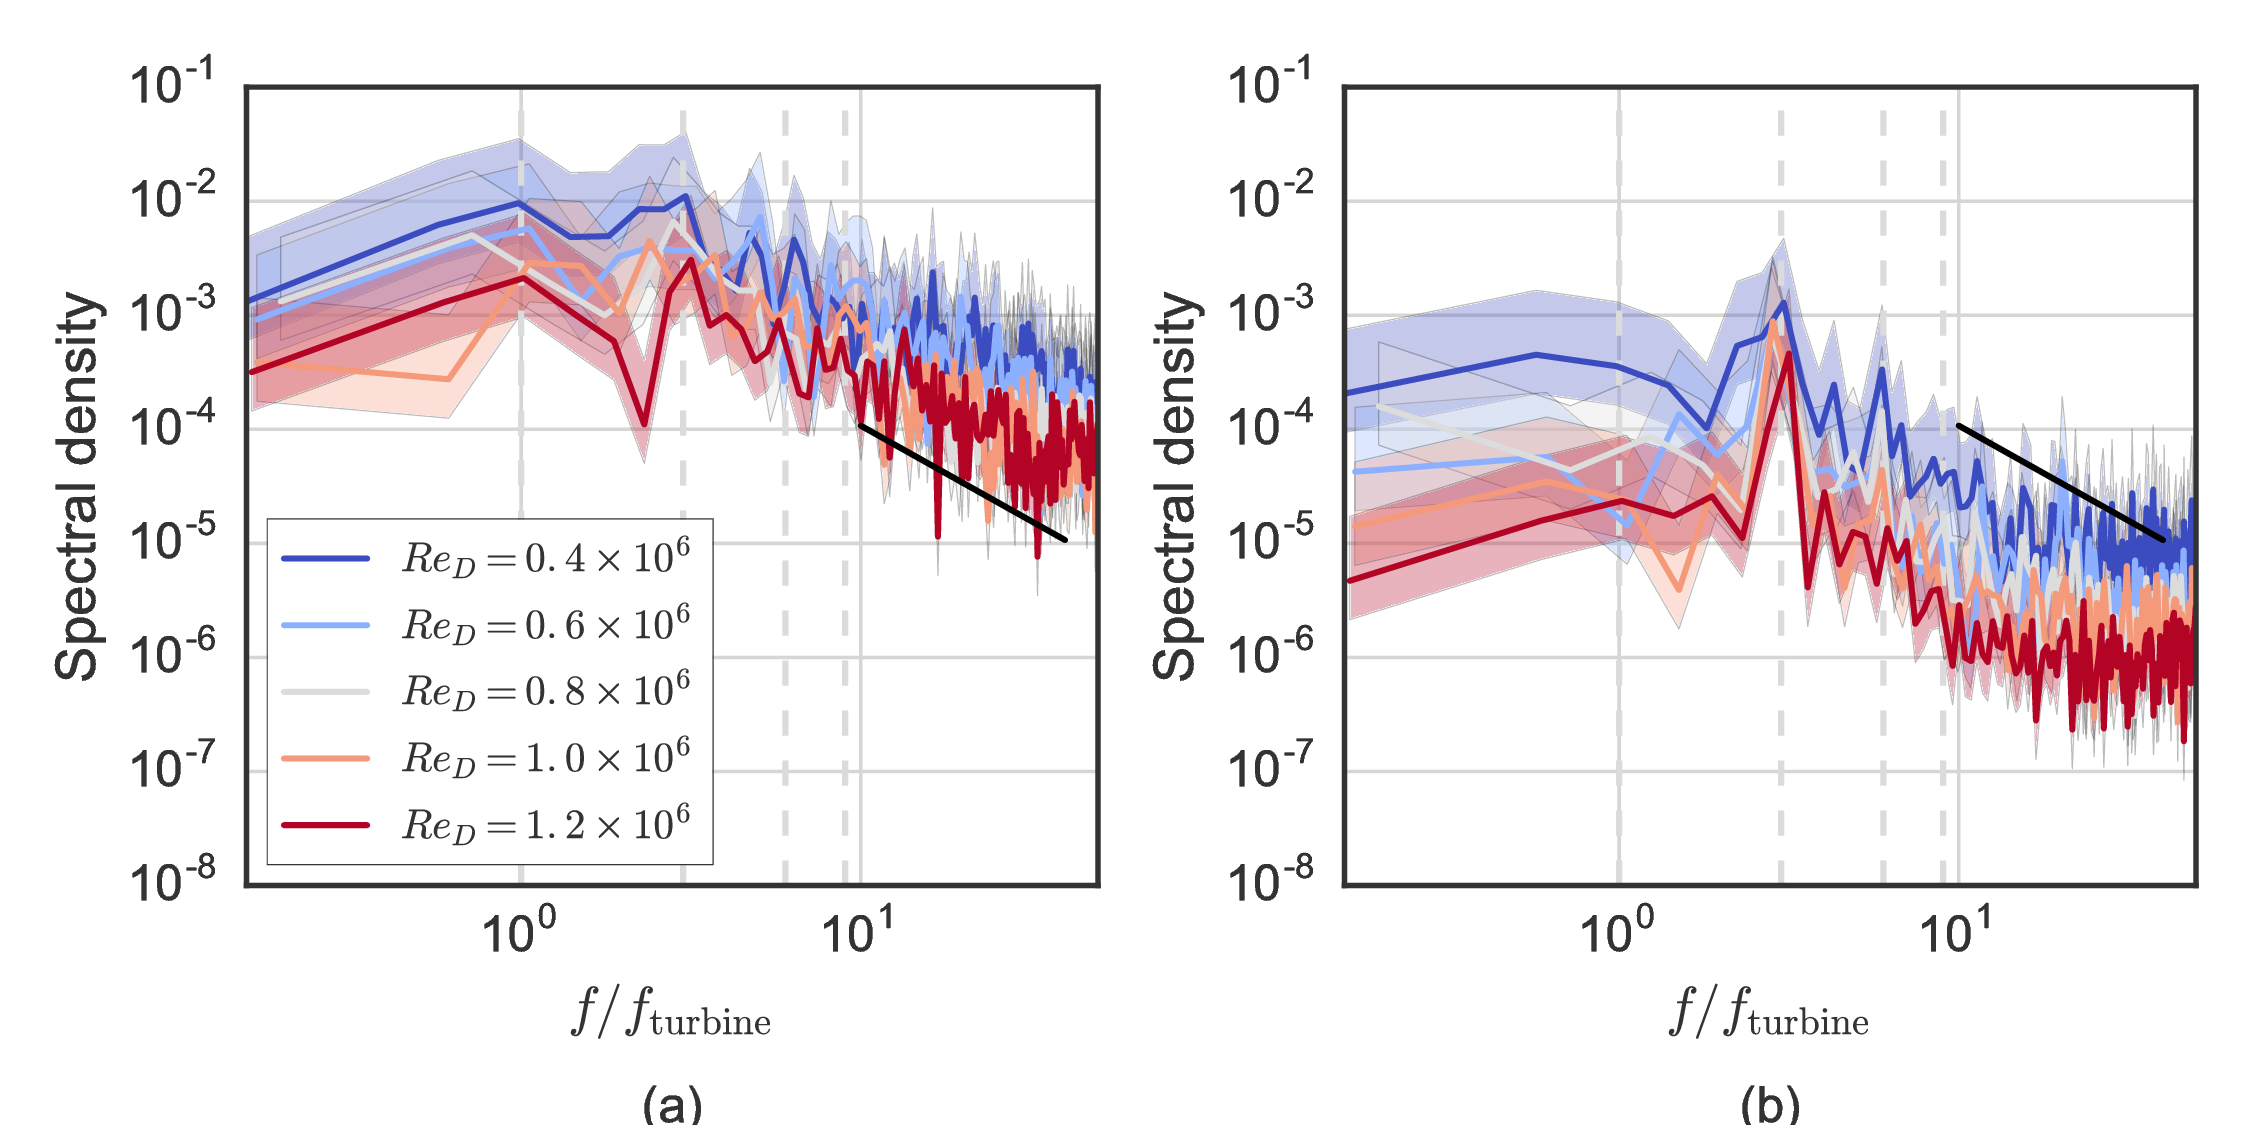 Spectral density
10^-1
10^-2
10^-3
10^-4
10^-5
10^-6
10^-7
10^-8
Re_D = 0.4 × 10^6
Re_D = 0.6 × 10^6
Re_D = 0.8 × 10^6
Re_D = 1.0 × 10^6
Re_D = 1.2 × 10^6
10^0 10^1
f/f_turbine
(a)
Spectral density
10^-1
10^-2
10^-3
10^-4
10^-5
10^-6
10^-7
10^-8
10^0 10^1
f/f_turbine
(b)